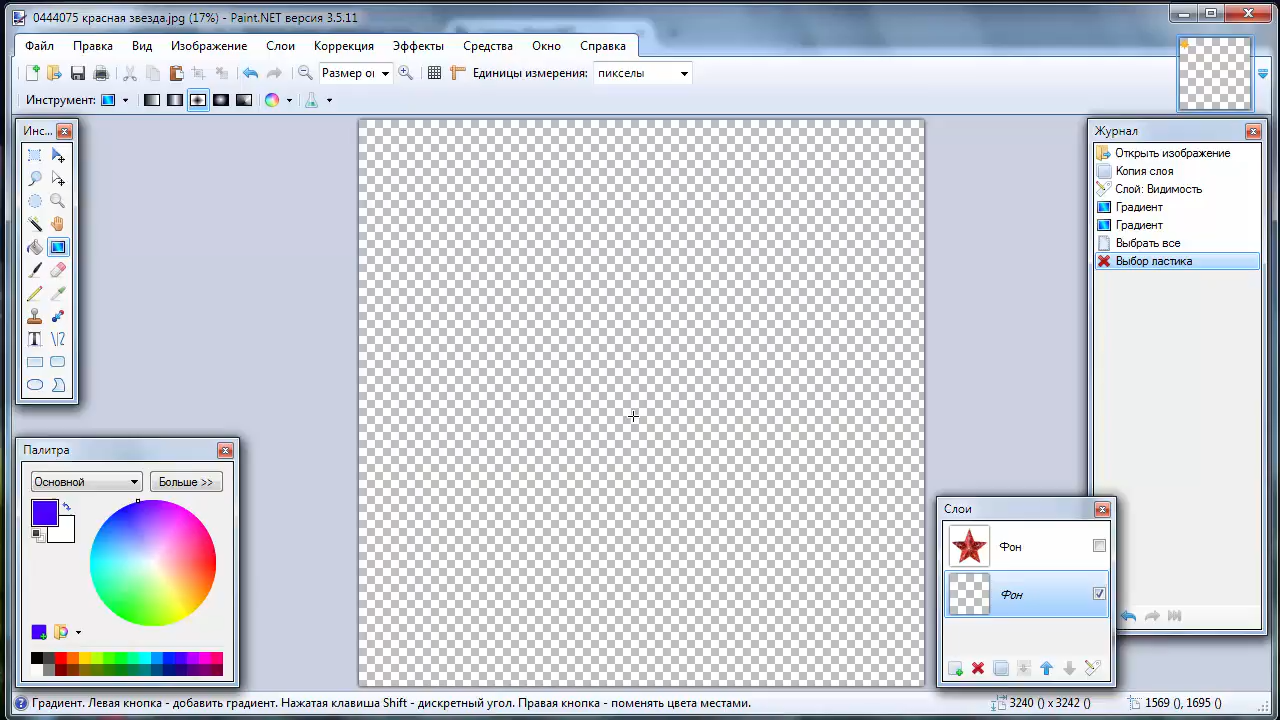 0444075 красная звезда.jpg (17%) - Paint.NET версия 3.5.11
Файл Правка Вид Изображение Слои Коррекция Эффекты Средства Окно Справка
Размер ог Единицы измерения: пикселы
Инструмент:
Инс...
Журнал
Открыть изображение
Копия слоя
Слой: Видимость
Градиент
Градиент
Выбрать все
Выбор ластика
Палитра
Основной Больше >>
Слои
Фон
Фон
Градиент. Левая кнопка - добавить градиент. Нажатая клавиша Shift - дискретный угол. Правая кнопка - поменять цвета местами. 3240 () x 3242 () 1569 (), 1695 ()